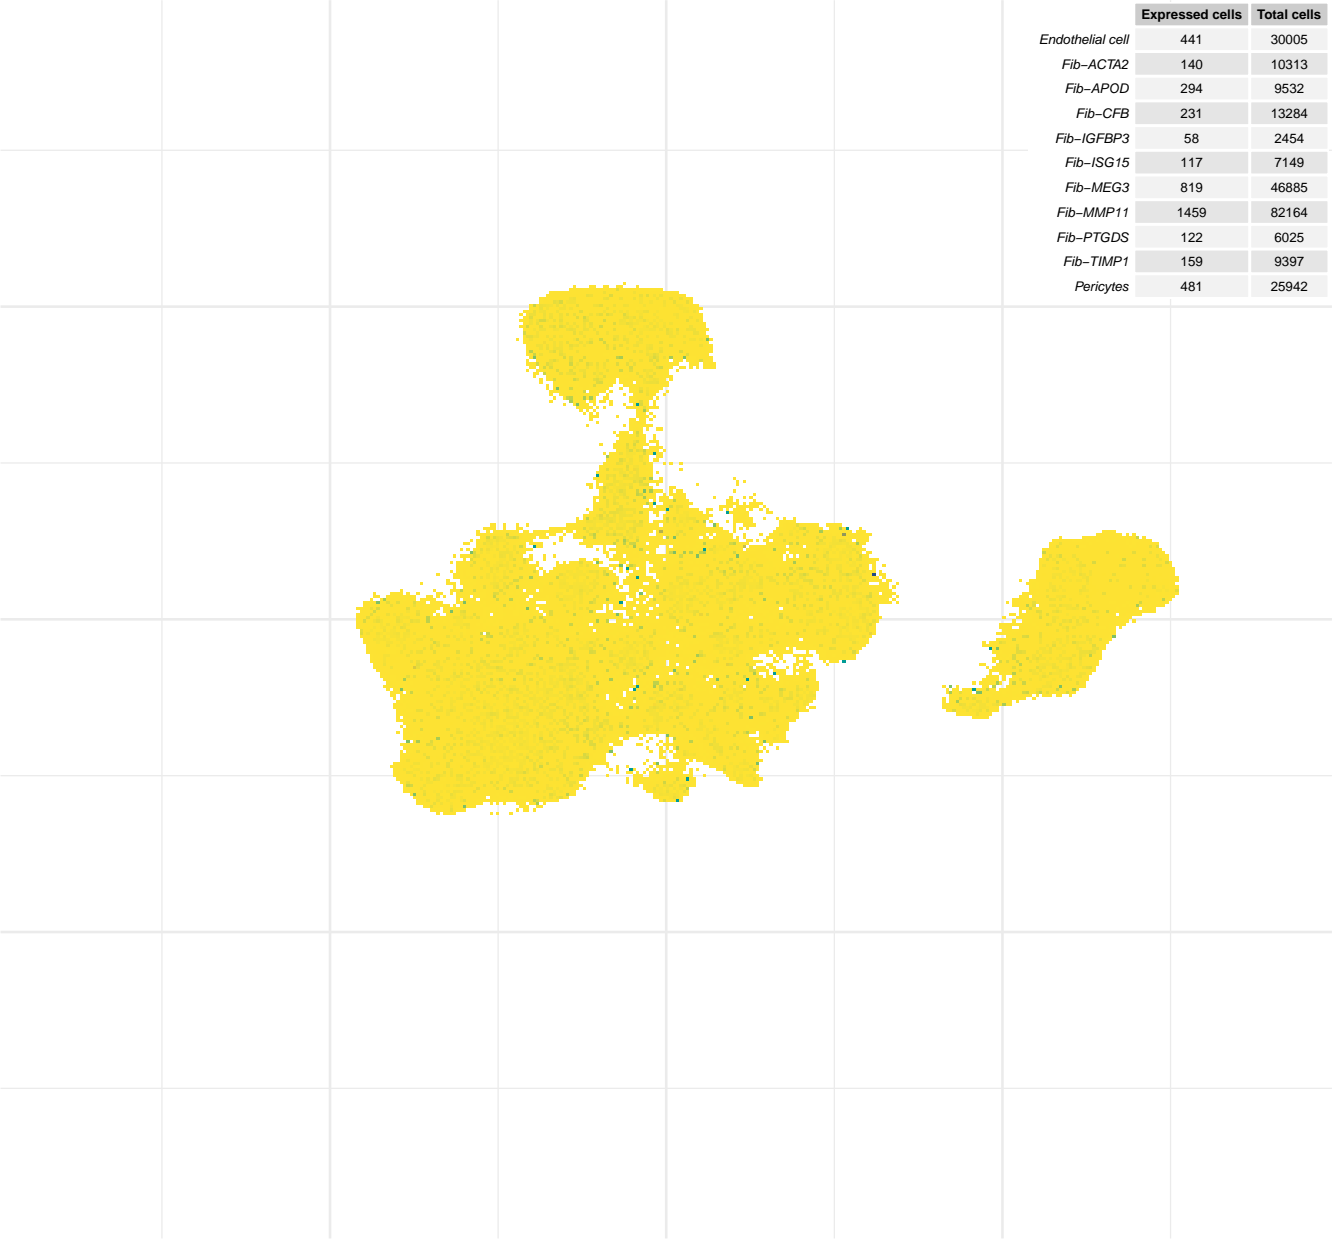 Expressed cells Total cells
Endothelial cell 441 30005
Fib−ACTA2 140 10313
Fib−APOD 294 9532
Fib−CFB 231 13284
Fib−IGFBP3 58 2454
Fib−ISG15 117 7149
Fib−MEG3 819 46885
Fib−MMP11 1459 82164
Fib−PTGDS 122 6025
Fib−TIMP1 159 9397
Pericytes 481 25942